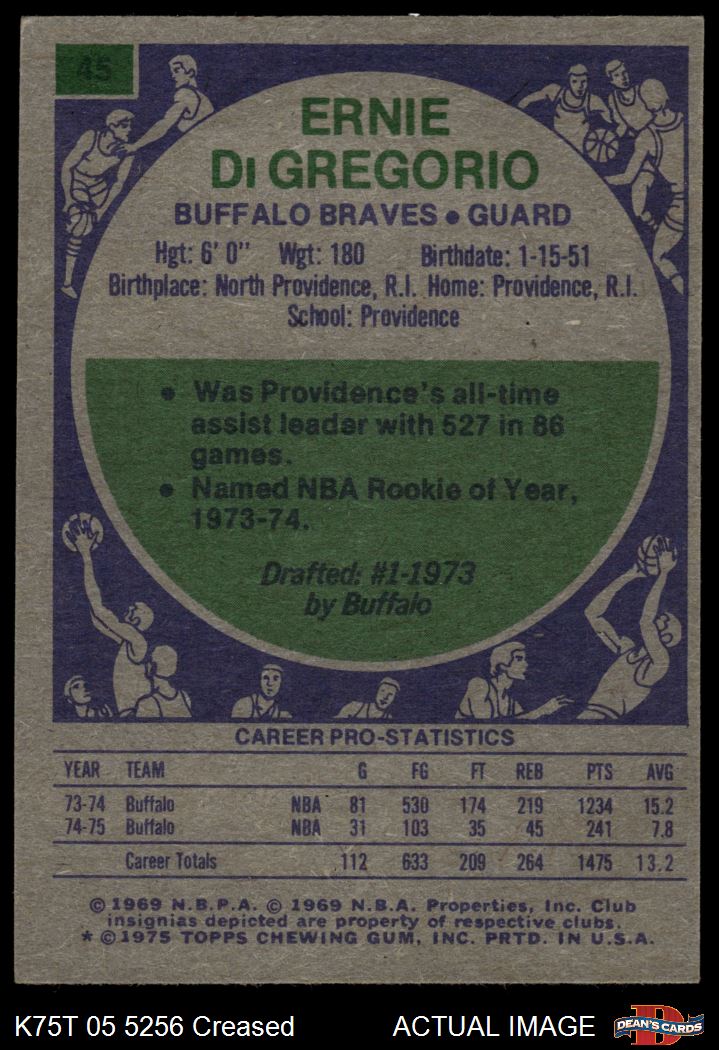 45
ERNIE
DI GREGORIO
BUFFALO BRAVES • GUARD
Hgt: 6' 0" Wgt: 180 Birthdate: 1-15-51
Birthplace: North Providence, R.I. Home: Providence, R.I.
School: Providence
• Was Providence's all-time
assist leader with 527 in 86
games.
• Named NBA Rookie of Year,
1973-74.
Drafted: #1-1973
by Buffalo
CAREER PRO-STATISTICS
YEAR TEAM G FG FT REB PTS AVG
73-74 Buffalo NBA 81 530 174 219 1234 15.2
74-75 Buffalo NBA 31 103 35 45 241 7.8
Career Totals 112 633 209 264 1475 13.2
© 1969 N.B.P.A. © 1969 N.B.A. Properties, Inc. Club
insignias depicted are property of respective clubs.
* © 1975 TOPPS CHEWING GUM, INC. PRTD. IN U.S.A.
K75T 05 5256 Creased ACTUAL IMAGE DEAN'S CARDS